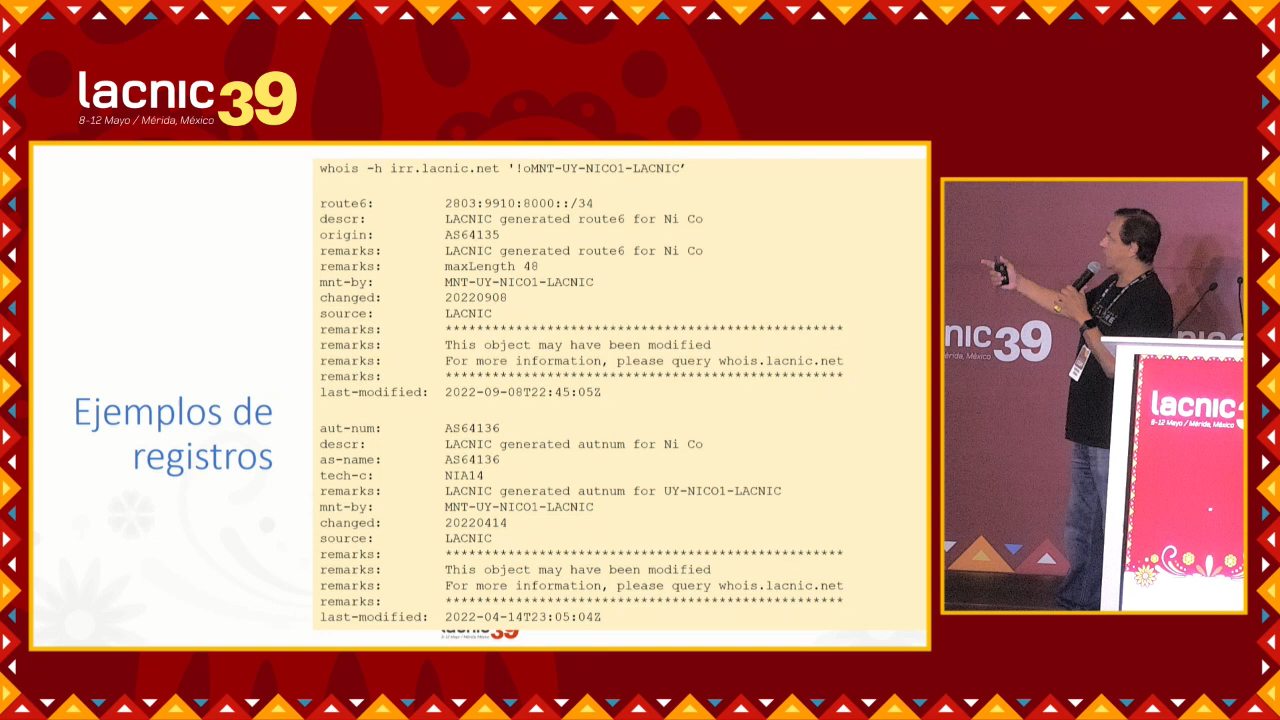 lacnic 39
8-12 Mayo / Mérida, México
Ejemplos de
registros
whois -h irr.lacnic.net '!oMNT-UY-NICO1-LACNIC’
route6: 2803:9910:8000::/34
descr: LACNIC generated route6 for Ni Co
origin: AS64135
remarks: LACNIC generated route6 for Ni Co
remarks: maxLength 48
mnt-by: MNT-UY-NICO1-LACNIC
changed: 20220908
source: LACNIC
remarks: ***************************************************
remarks: This object may have been modified
remarks: For more information, please query whois.lacnic.net
remarks: ***************************************************
last-modified: 2022-09-08T22:45:05Z
aut-num: AS64136
descr: LACNIC generated autnum for Ni Co
as-name: AS64136
tech-c: NIA14
remarks: LACNIC generated autnum for UY-NICO1-LACNIC
mnt-by: MNT-UY-NICO1-LACNIC
changed: 20220414
source: LACNIC
remarks: ***************************************************
remarks: This object may have been modified
remarks: For more information, please query whois.lacnic.net
remarks: ***************************************************
last-modified: 2022-04-14T23:05:04Z
lacnic 39
nic 39
érida, México
lacnic
8-12 Mayo / Mérida, México